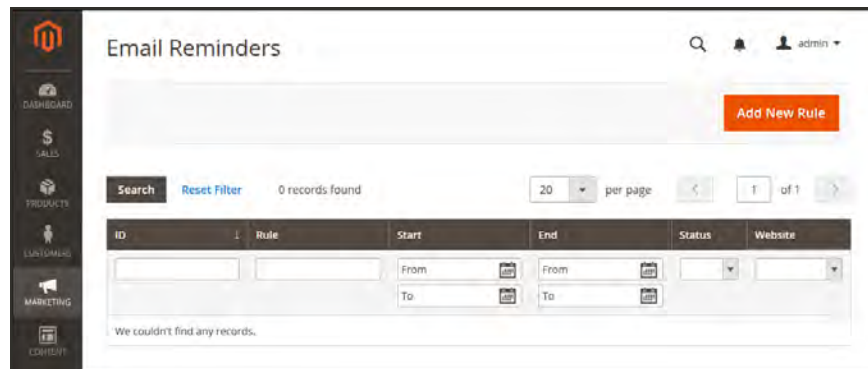 Email Reminders
admin
DASHBOARD
Add New Rule
SALES
Search Reset Filter 0 records found 20 per page 1 of 1
PRODUCTS
ID Rule Start End Status Website
CUSTOMERS
From From
MARKETING
To To
We couldn't find any records.
CONTENT